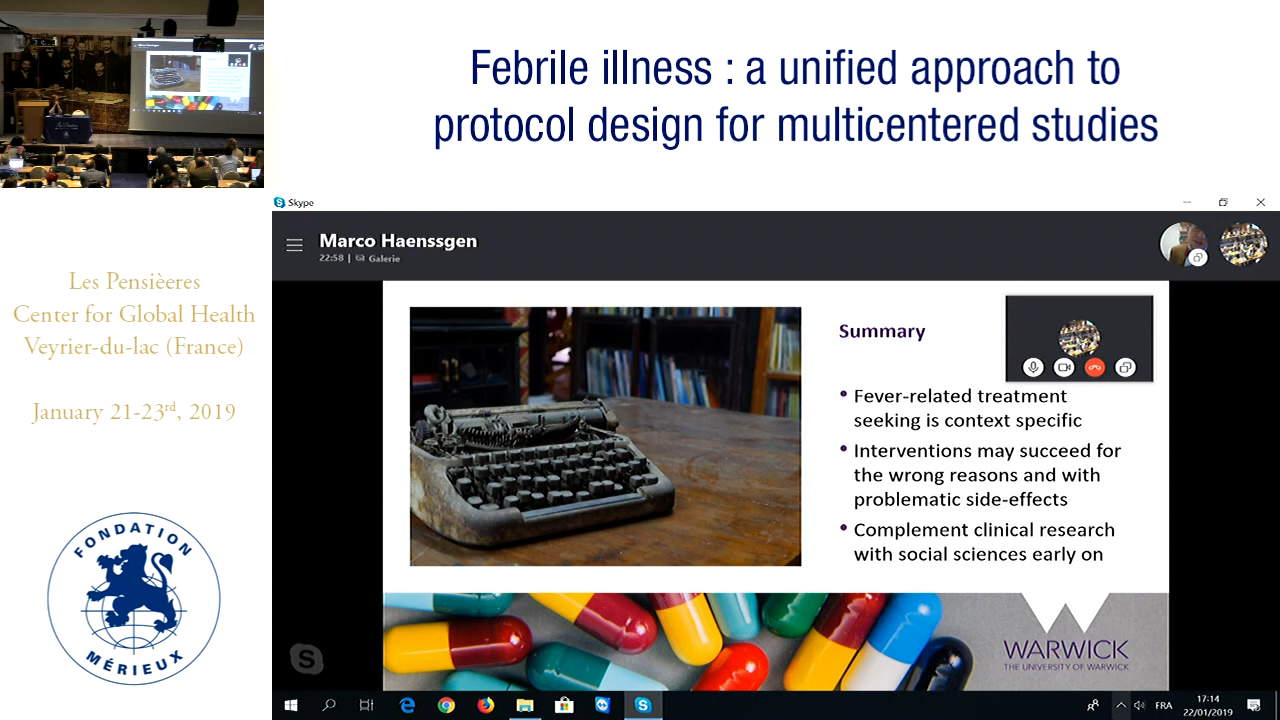 Febrile illness : a unified approach to
protocol design for multicentered studies
Les Pensièeres
Center for Global Health
Veyrier-du-lac (France)
January 21-23rd, 2019
FONDATION
MÉRIEUX
Skype
Marco Haenssgen
22:58 | Galerie
Summary
• Fever-related treatment
seeking is context specific
• Interventions may succeed for
the wrong reasons and with
problematic side-effects
• Complement clinical research
with social sciences early on
WARWICK
THE UNIVERSITY OF WARWICK
FRA
17:14
22/01/2019